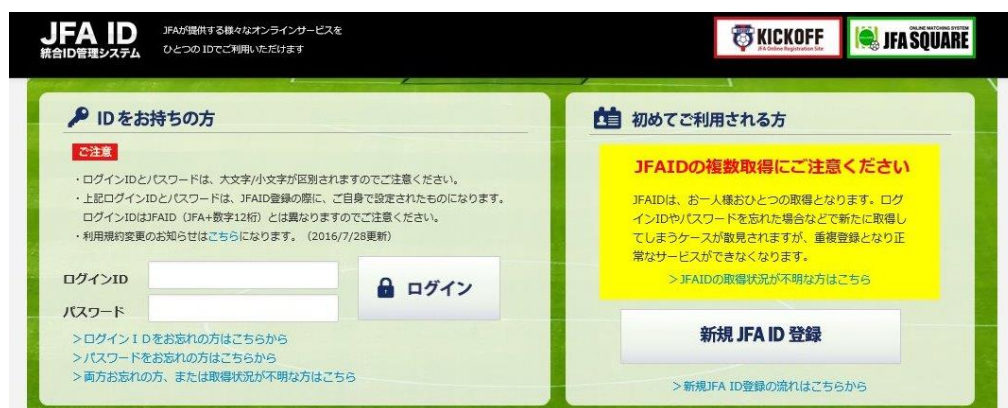 JFA ID
統合ID管理システム
JFAが提供する様々なオンラインサービスを
ひとつの IDでご利用いただけます
KICKOFF
JFA Online Registration Site
ONLINE MATCHING SYSTEM
JFA SQUARE
IDをお持ちの方
ご注意
・ログインIDとパスワードは、大文字/小文字が区別されますのでご注意ください。
・上記ログインIDとパスワードは、JFAID登録の際に、ご自身で設定されたものになります。
ログインIDはJFAID（JFA+数字12桁）とは異なりますのでご注意ください。
・利用規約変更のお知らせはこちらになります。（2016/7/28更新）
ログインID
パスワード
ログイン
>ログインＩＤをお忘れの方はこちらから
>パスワードをお忘れの方はこちらから
>両方お忘れの方、または取得状況が不明な方はこちら
初めてご利用される方
JFAIDの複数取得にご注意ください
JFAIDは、お一人様おひとつの取得となります。ログ
インIDやパスワードを忘れた場合などで新たに取得し
てしまうケースが散見されますが、重複登録となり正
常なサービスができなくなります。
>JFAIDの取得状況が不明な方はこちら
新規 JFA ID 登録
>新規JFA ID登録の流れはこちらから